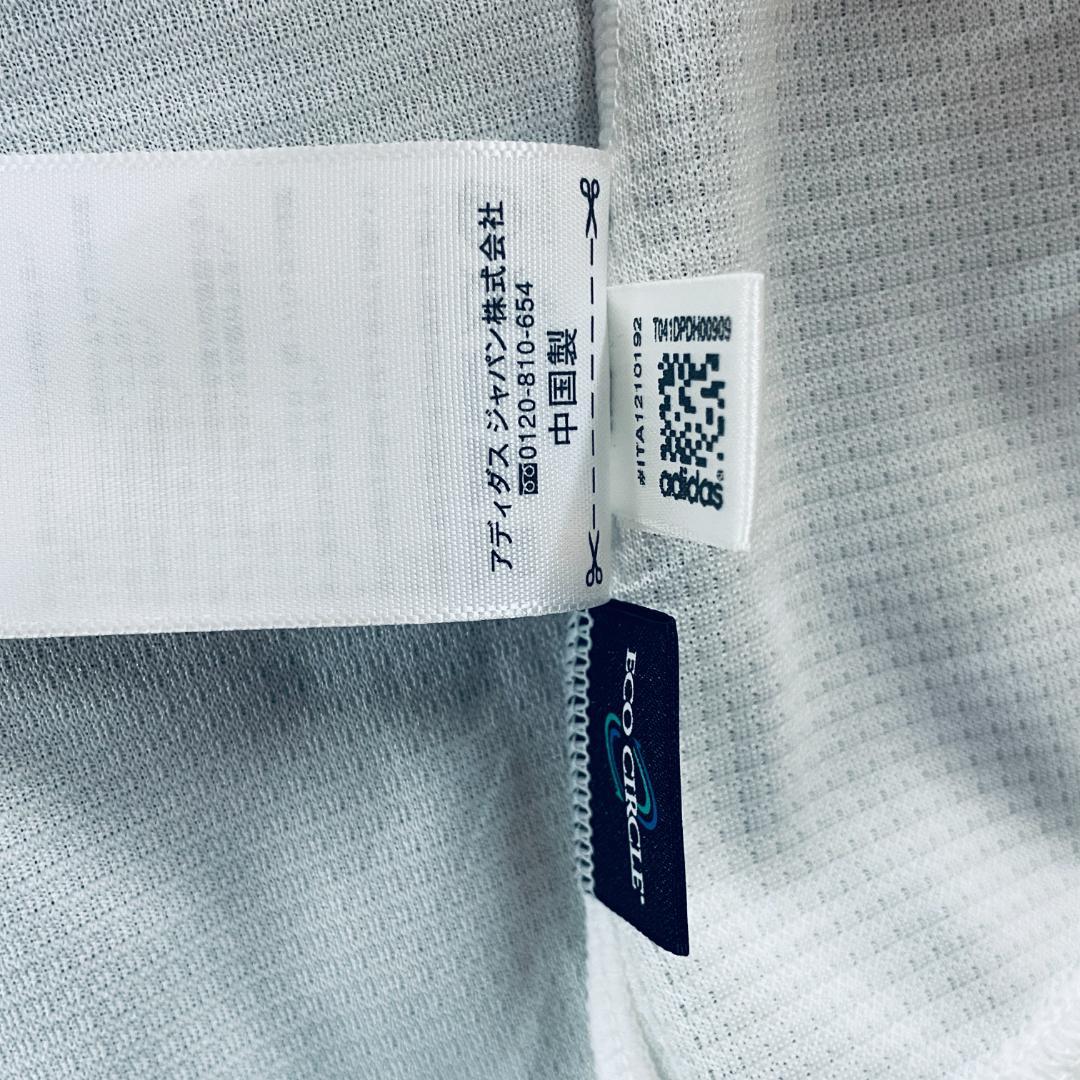 アディダス ジャパン株式会社
0120-810-654
中国製
#ITA1210192
T041DPDH00909
adidas
ECO CIRCLE